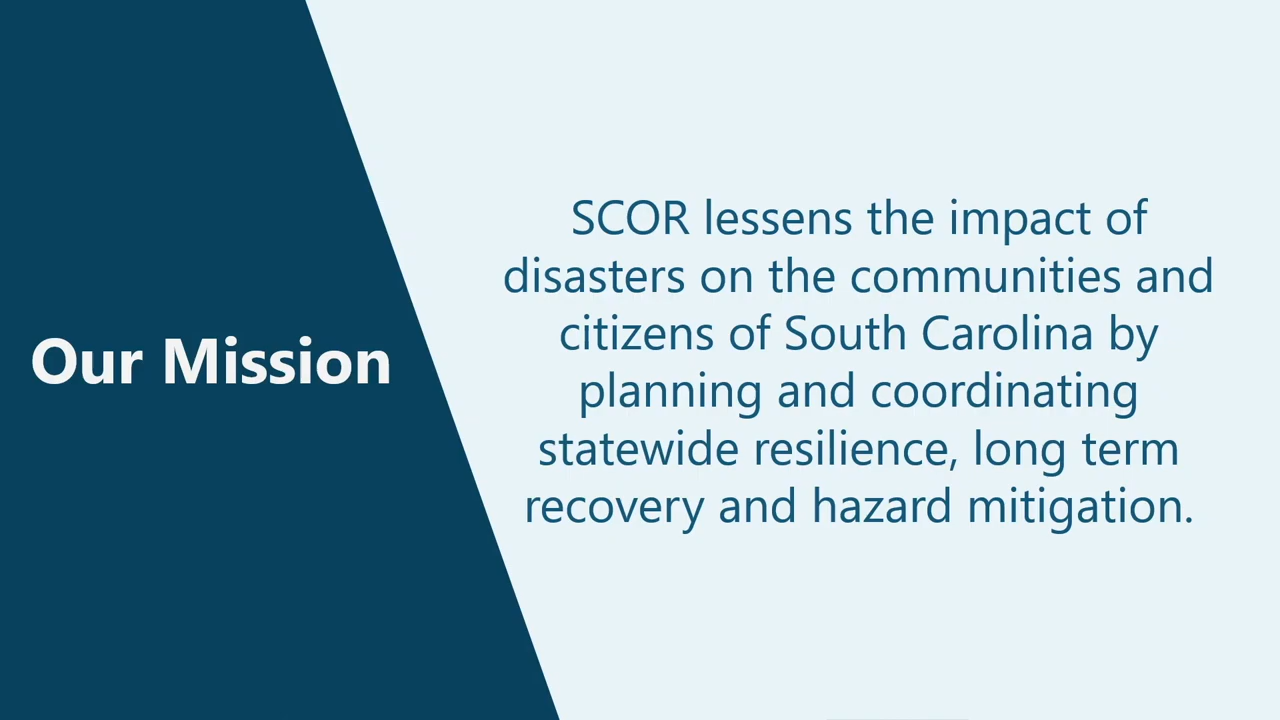 Our Mission
SCOR lessens the impact of
disasters on the communities and
citizens of South Carolina by
planning and coordinating
statewide resilience, long term
recovery and hazard mitigation.